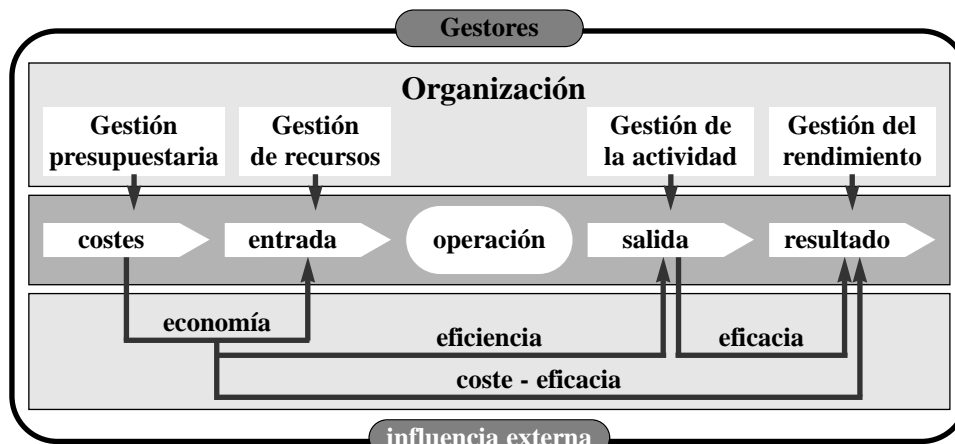 Gestores
Organización
Gestión
presupuestaria
Gestión
de recursos
Gestión de
la actividad
Gestión del
rendimiento
costes
entrada
operación
salida
resultado
economía
eficiencia
eficacia
coste - eficacia
influencia externa